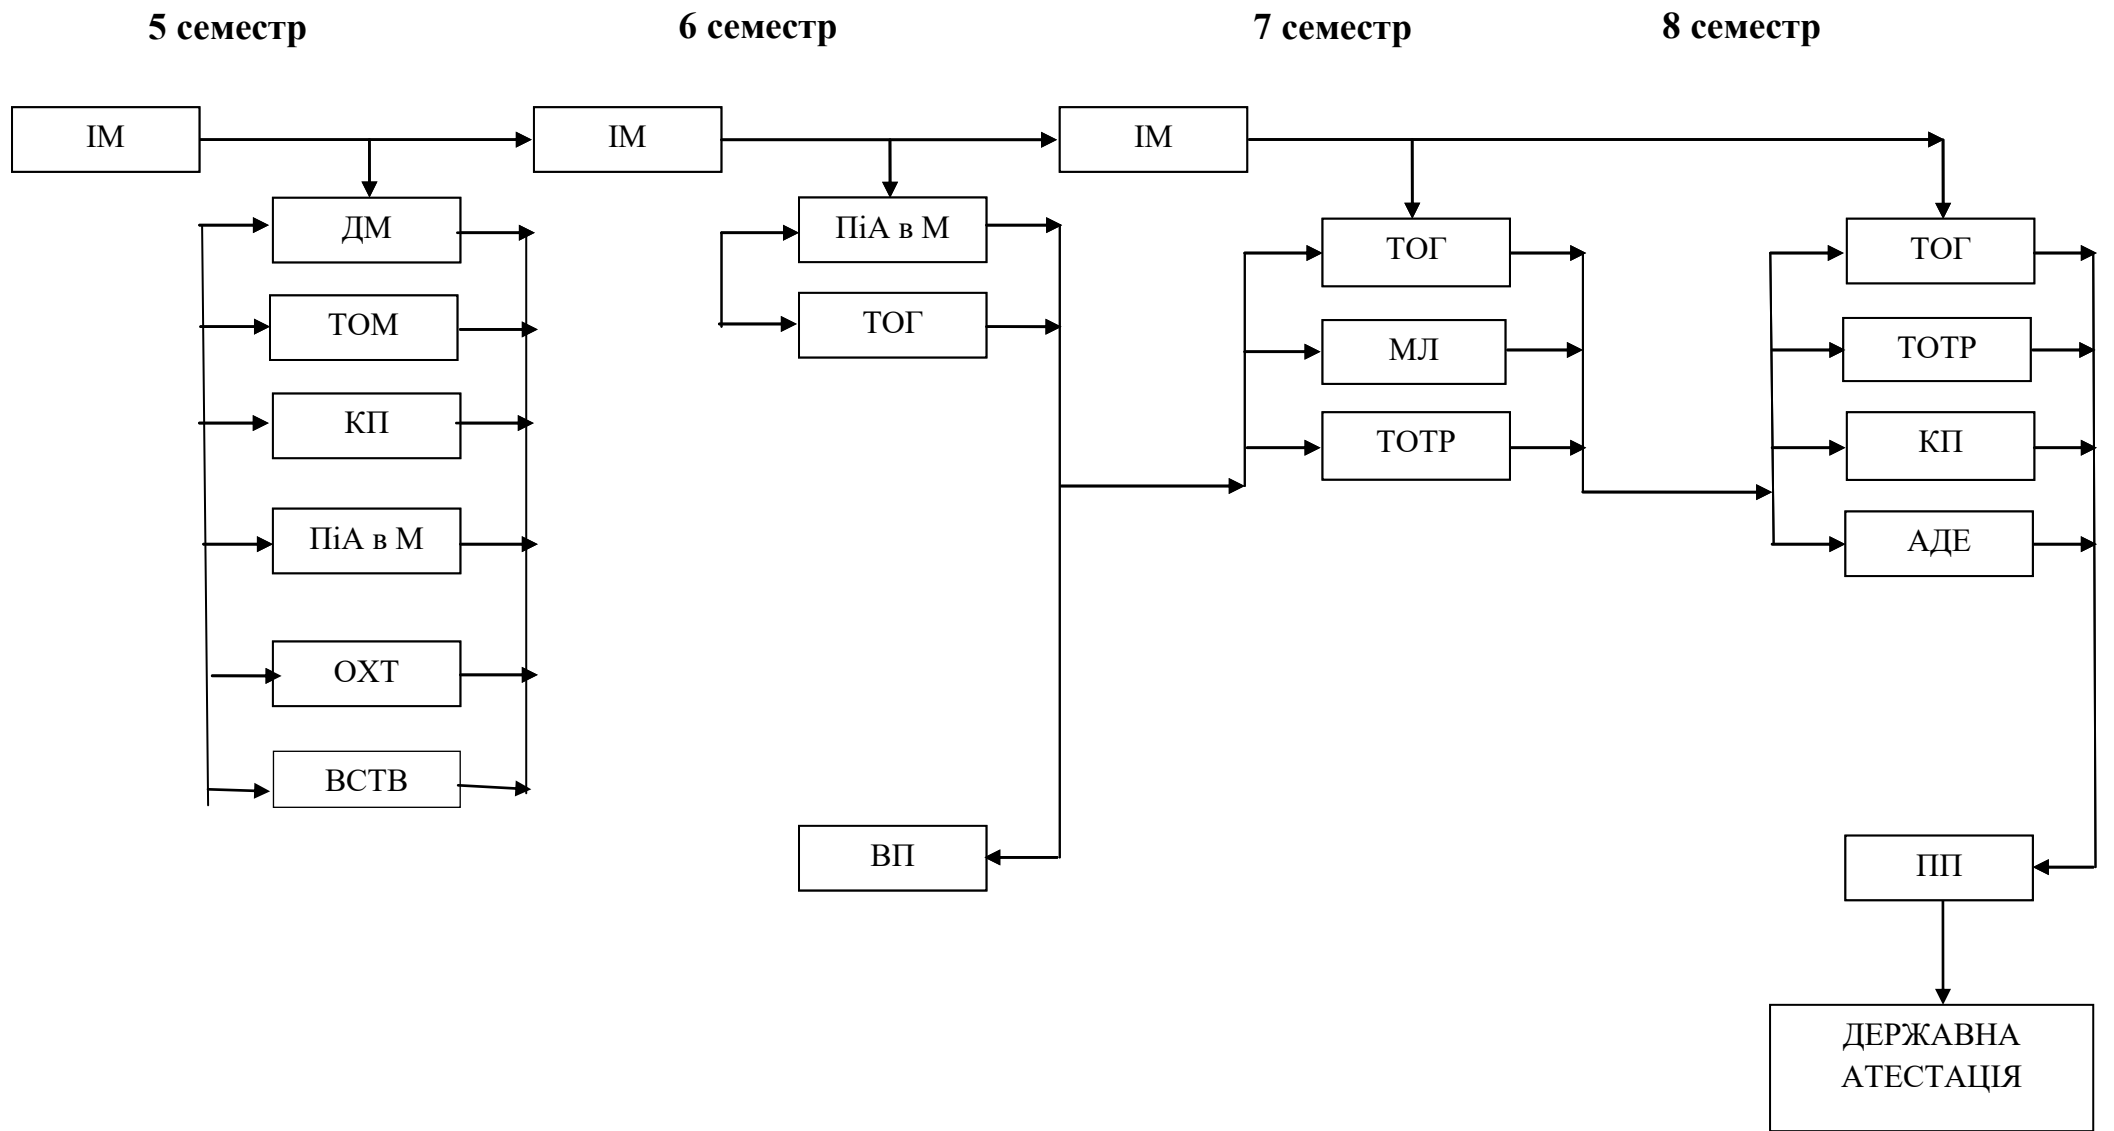 5 семестр
6 семестр
7 семестр
8 семестр
ІМ
ІМ
ІМ
ДМ
ТОМ
КП
ПіА в М
ОХТ
ВСТВ
ПіА в М
ТОГ
ВП
ТОГ
МЛ
ТОТР
ТОГ
ТОТР
КП
АДЕ
ПП
ДЕРЖАВНА
АТЕСТАЦІЯ